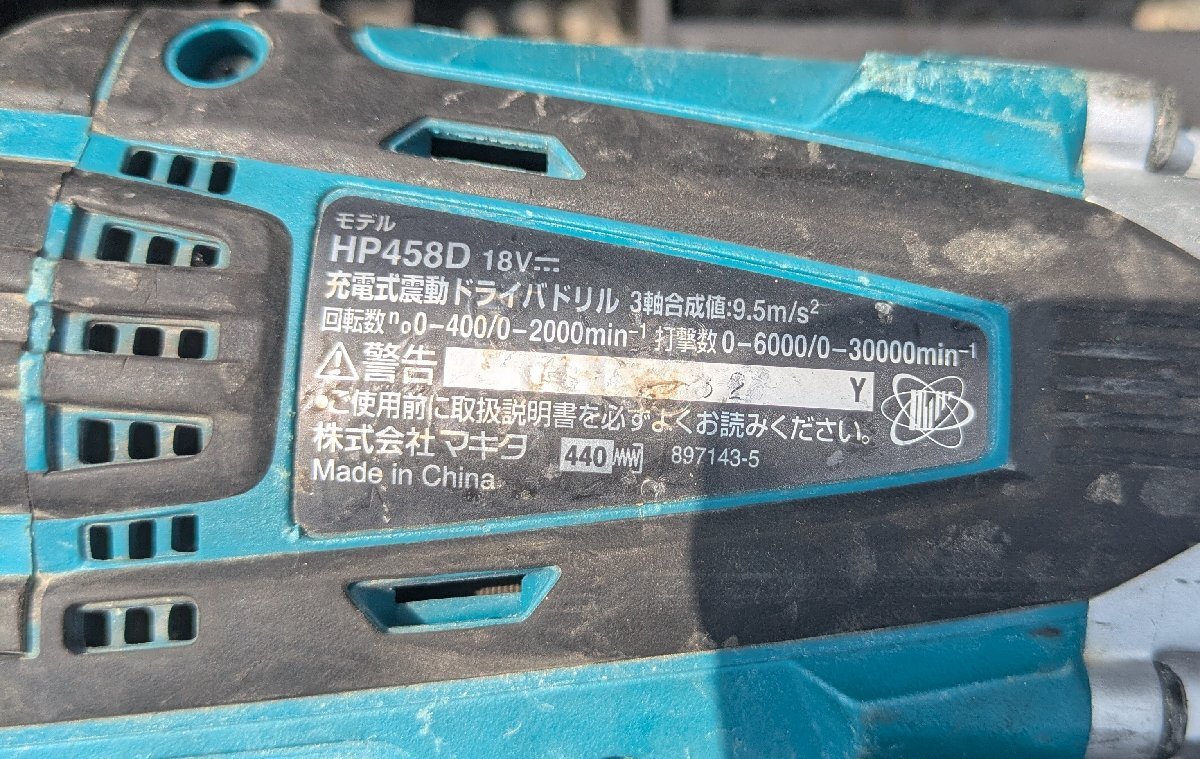 モデル
HP458D 18V⎓
充電式震動ドライバドリル 3軸合成値:9.5m/s²
回転数 n₀0-400/0-2000min⁻¹ 打撃数 0-6000/0-30000min⁻¹
⚠警告 Y
●ご使用前に取扱説明書を必ずよくお読みください。
株式会社マキタ 440 897143-5
Made in China